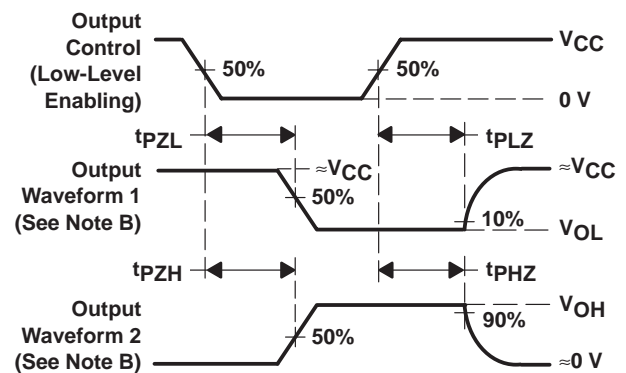 Output
Control
(Low-Level
Enabling)
50%
50%
VCC
0 V
tPZL
tPLZ
Output
Waveform 1
(See Note B)
≈VCC
50%
≈VCC
10%
VOL
tPZH
tPHZ
Output
Waveform 2
(See Note B)
50%
VOH
90%
≈0 V